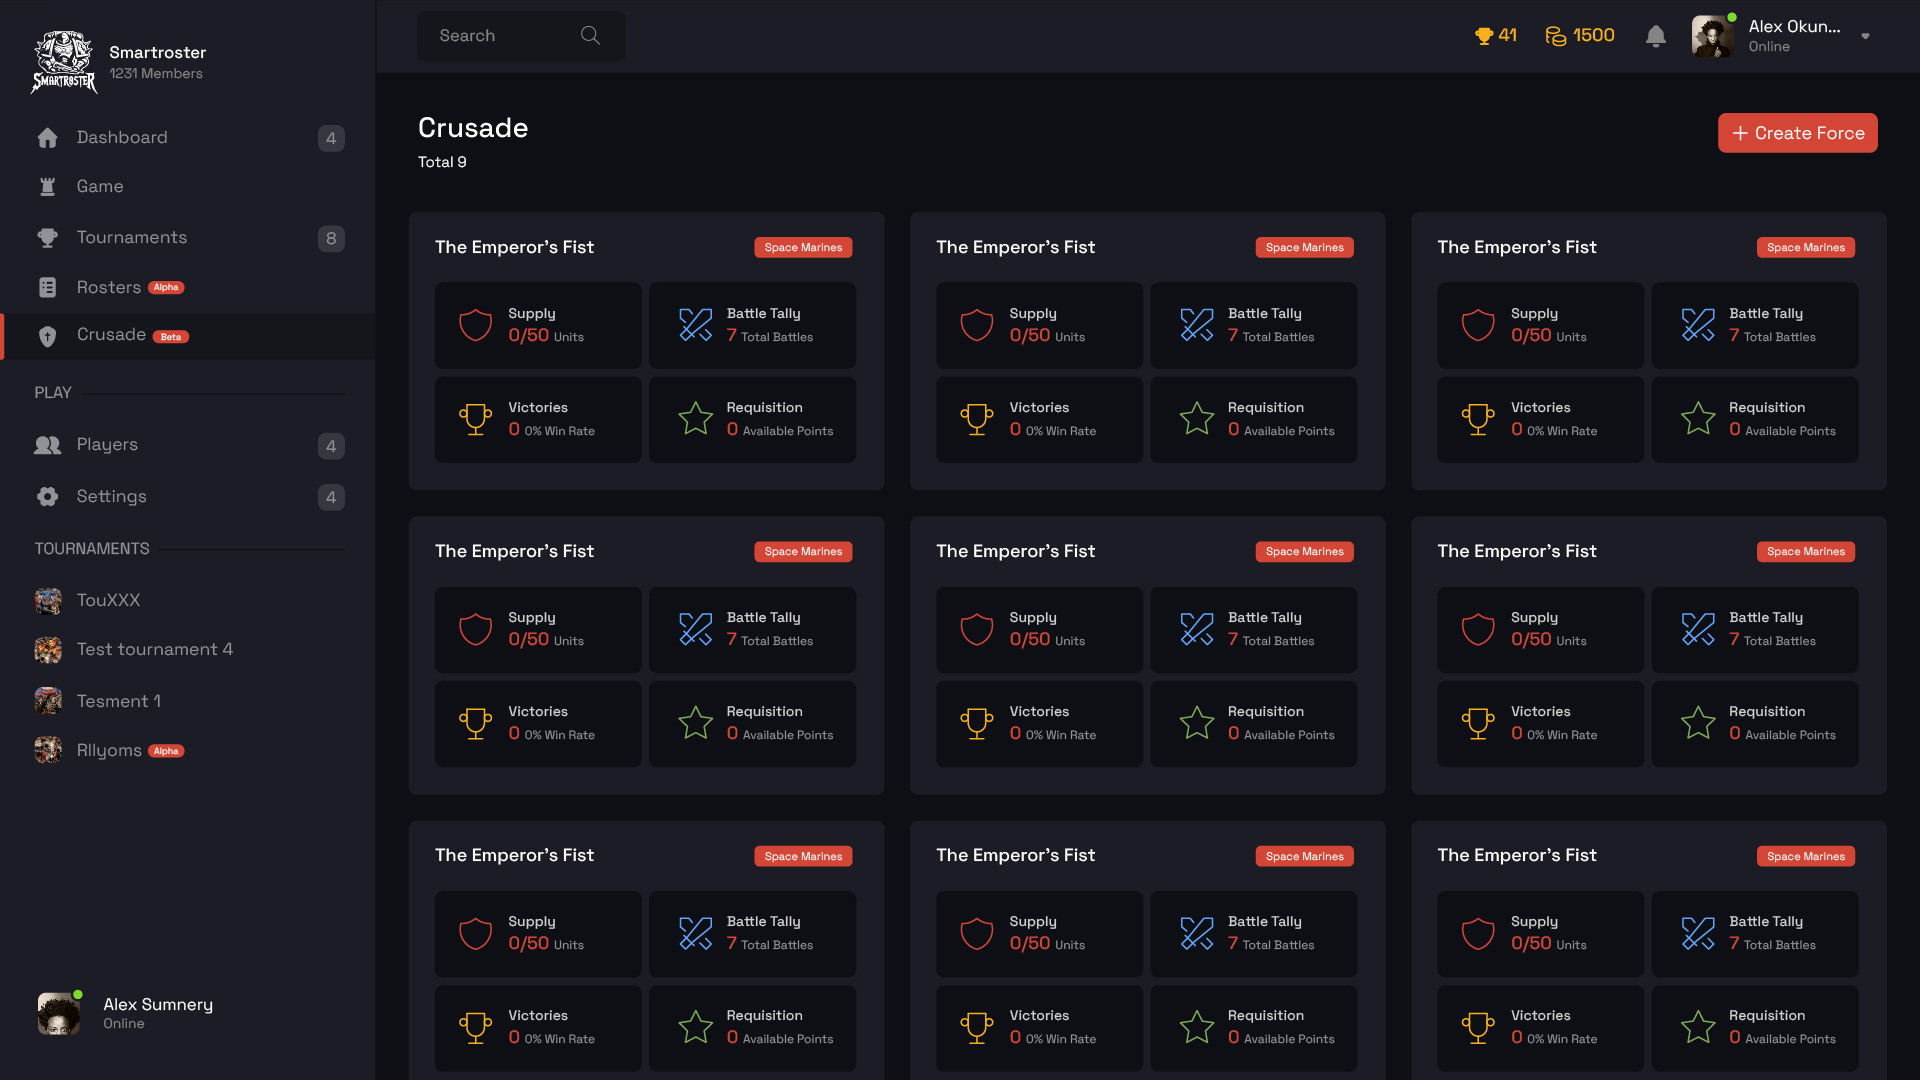 SMARTROSTER
Smartroster
1231 Members
Dashboard 4
Game
Tournaments 8
Rosters Alpha
Crusade Beta
PLAY
Players 4
Settings 4
TOURNAMENTS
TouXXX
Test tournament 4
Tesment 1
Rllyoms Alpha
Alex Sumnery
Online
Search
41
1500
Alex Okun...
Online
Crusade
Total 9
+ Create Force
The Emperor's Fist Space Marines
Supply
0/50 Units
Battle Tally
7 Total Battles
Victories
0 0% Win Rate
Requisition
0 Available Points
The Emperor's Fist Space Marines
Supply
0/50 Units
Battle Tally
7 Total Battles
Victories
0 0% Win Rate
Requisition
0 Available Points
The Emperor's Fist Space Marines
Supply
0/50 Units
Battle Tally
7 Total Battles
Victories
0 0% Win Rate
Requisition
0 Available Points
The Emperor's Fist Space Marines
Supply
0/50 Units
Battle Tally
7 Total Battles
Victories
0 0% Win Rate
Requisition
0 Available Points
The Emperor's Fist Space Marines
Supply
0/50 Units
Battle Tally
7 Total Battles
Victories
0 0% Win Rate
Requisition
0 Available Points
The Emperor's Fist Space Marines
Supply
0/50 Units
Battle Tally
7 Total Battles
Victories
0 0% Win Rate
Requisition
0 Available Points
The Emperor's Fist Space Marines
Supply
0/50 Units
Battle Tally
7 Total Battles
Victories
0 0% Win Rate
Requisition
0 Available Points
The Emperor's Fist Space Marines
Supply
0/50 Units
Battle Tally
7 Total Battles
Victories
0 0% Win Rate
Requisition
0 Available Points
The Emperor's Fist Space Marines
Supply
0/50 Units
Battle Tally
7 Total Battles
Victories
0 0% Win Rate
Requisition
0 Available Points